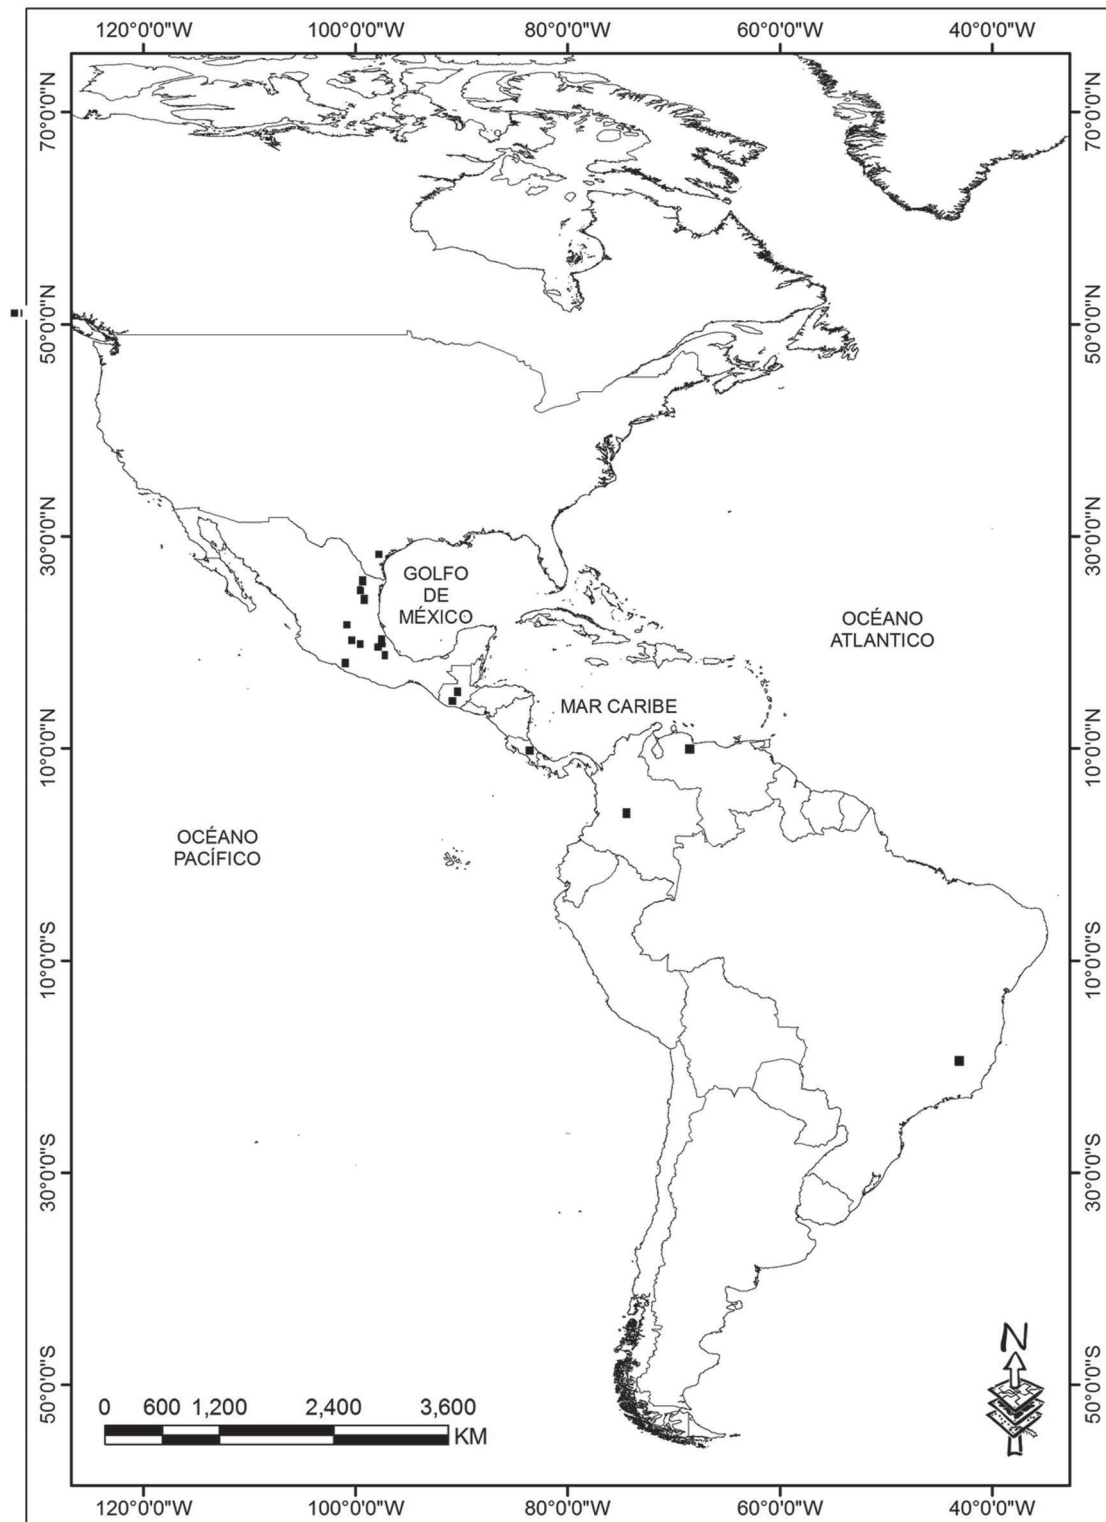 120°0'0"W 100°0'0"W 80°0'0"W 60°0'0"W 40°0'0"W
70°0'0"N 70°0'0"N
50°0'0"N 50°0'0"N
30°0'0"N 30°0'0"N
GOLFO
DE
MÉXICO
OCÉANO
ATLANTICO
MAR CARIBE
10°0'0"N 10°0'0"N
OCÉANO
PACÍFICO
10°0'0"S 10°0'0"S
30°0'0"S 30°0'0"S
N
50°0'0"S 50°0'0"S
0 600 1,200 2,400 3,600
KM
120°0'0"W 100°0'0"W 80°0'0"W 60°0'0"W 40°0'0"W